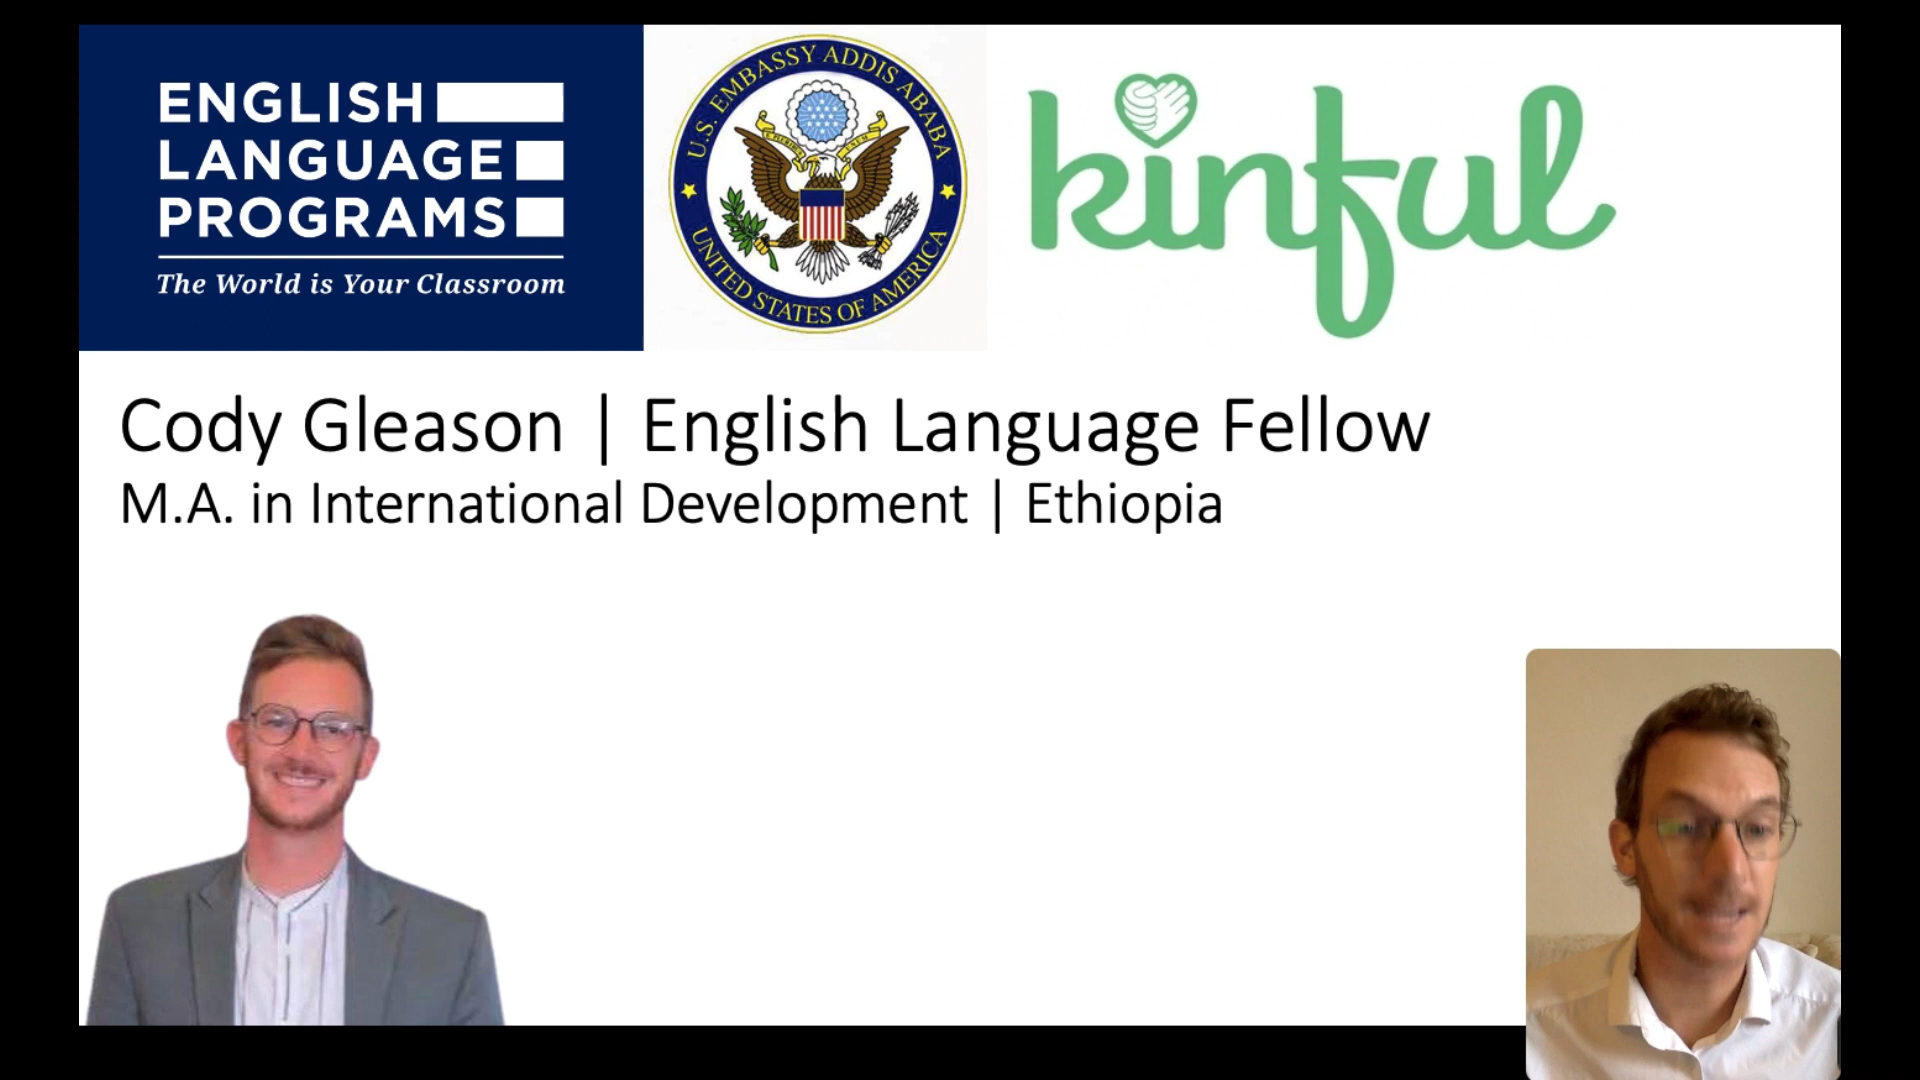 ENGLISH
LANGUAGE
PROGRAMS
The World is Your Classroom
U.S. EMBASSY ADDIS ABABA
UNITED STATES OF AMERICA
kinful
Cody Gleason | English Language Fellow
M.A. in International Development | Ethiopia